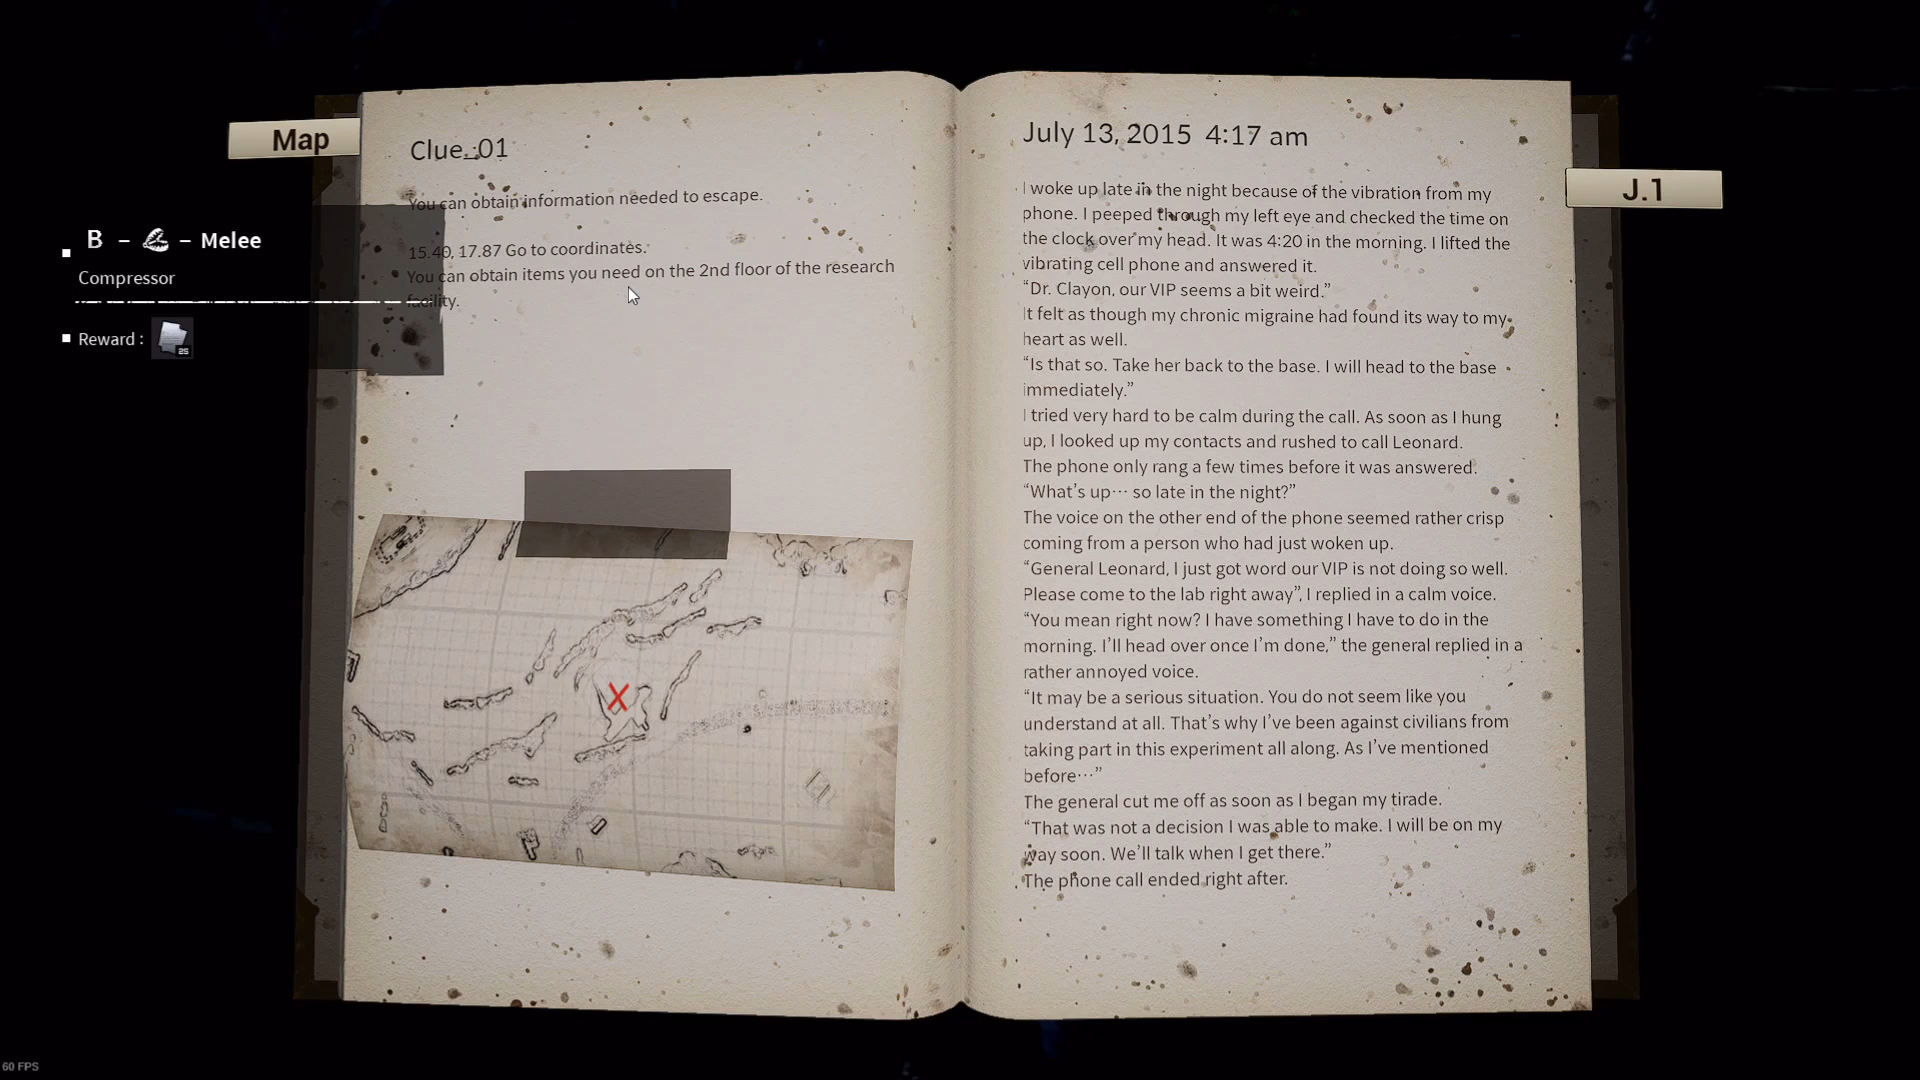 Map
B - - Melee
Compressor
Reward :
25
Clue. 01
You can obtain information needed to escape.
15.40, 17.87 Go to coordinates.
You can obtain items you need on the 2nd floor of the research
facility.
July 13, 2015 4:17 am
J.1
I woke up late in the night because of the vibration from my
phone. I peeped through my left eye and checked the time on
the clock over my head. It was 4:20 in the morning. I lifted the
vibrating cell phone and answered it.
“Dr. Clayon, our VIP seems a bit weird.”
It felt as though my chronic migraine had found its way to my
heart as well.
“Is that so. Take her back to the base. I will head to the base
immediately.”
I tried very hard to be calm during the call. As soon as I hung
up, I looked up my contacts and rushed to call Leonard.
The phone only rang a few times before it was answered.
“What’s up··· so late in the night?”
The voice on the other end of the phone seemed rather crisp
coming from a person who had just woken up.
“General Leonard, I just got word our VIP is not doing so well.
Please come to the lab right away”, I replied in a calm voice.
“You mean right now? I have something I have to do in the
morning. I’ll head over once I’m done,” the general replied in a
rather annoyed voice.
“It may be a serious situation. You do not seem like you
understand at all. That’s why I’ve been against civilians from
taking part in this experiment all along. As I’ve mentioned
before···”
The general cut me off as soon as I began my tirade.
“That was not a decision I was able to make. I will be on my
way soon. We’ll talk when I get there.”
The phone call ended right after.
60 FPS